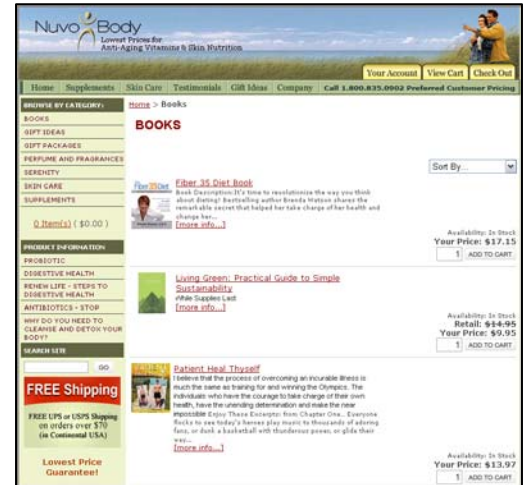 Nuvo Body
Lowest Prices for
Anti-Aging Vitamins & Skin Nutrition
Your Account View Cart Check Out
Home Supplements Skin Care Testimonials Gift Ideas Company Call 1.800.835.0902 Preferred Customer Pricing
BROWSE BY CATEGORY:
BOOKS
GIFT IDEAS
GIFT PACKAGES
PERFUME AND FRAGRANCES
SERENITY
SKIN CARE
SUPPLEMENTS
0 Item(s) ( $0.00 )
PRODUCT INFORMATION
PROBIOTIC
DIGESTIVE HEALTH
RENEW LIFE - STEPS TO
DIGESTIVE HEALTH
ANTIBIOTICS - STOP
WHY DO YOU NEED TO
CLEANSE AND DETOX YOUR
BODY?
SEARCH SITE
GO
FREE Shipping
FREE UPS or USPS Shipping
on orders over $70
(in Continental USA)
Lowest Price
Guarantee!
Home > Books
BOOKS
Sort By...
Fiber35Diet
Fiber 35 Diet Book
Book Description:It's time to revolutionize the way you think
about dieting! Bestselling author Brenda Watson shares the
remarkable secret that helped her take charge of her health and
change her...
[more info...]
Availability: In Stock
Your Price: $17.15
1 ADD TO CART
Living Green: Practical Guide to Simple
Sustainability
While Supplies Last
[more info...]
Availability: In Stock
Retail: $14.95
Your Price: $9.95
1 ADD TO CART
Patient Heal Thyself
I believe that the process of overcoming an incurable illness is
much the same as training for and winning the Olympics. The
individuals who have the courage to take charge of their own
health, have the unending determination and make the near
impossible Enjoy These Excerpts: from Chapter One.. Everyone
flocks to see today's heroes play music to thousands of adoring
fans, or dunk a basketball with thunderous power, or glide their
way...
[more info...]
Availability: In Stock
Your Price: $13.97
1 ADD TO CART